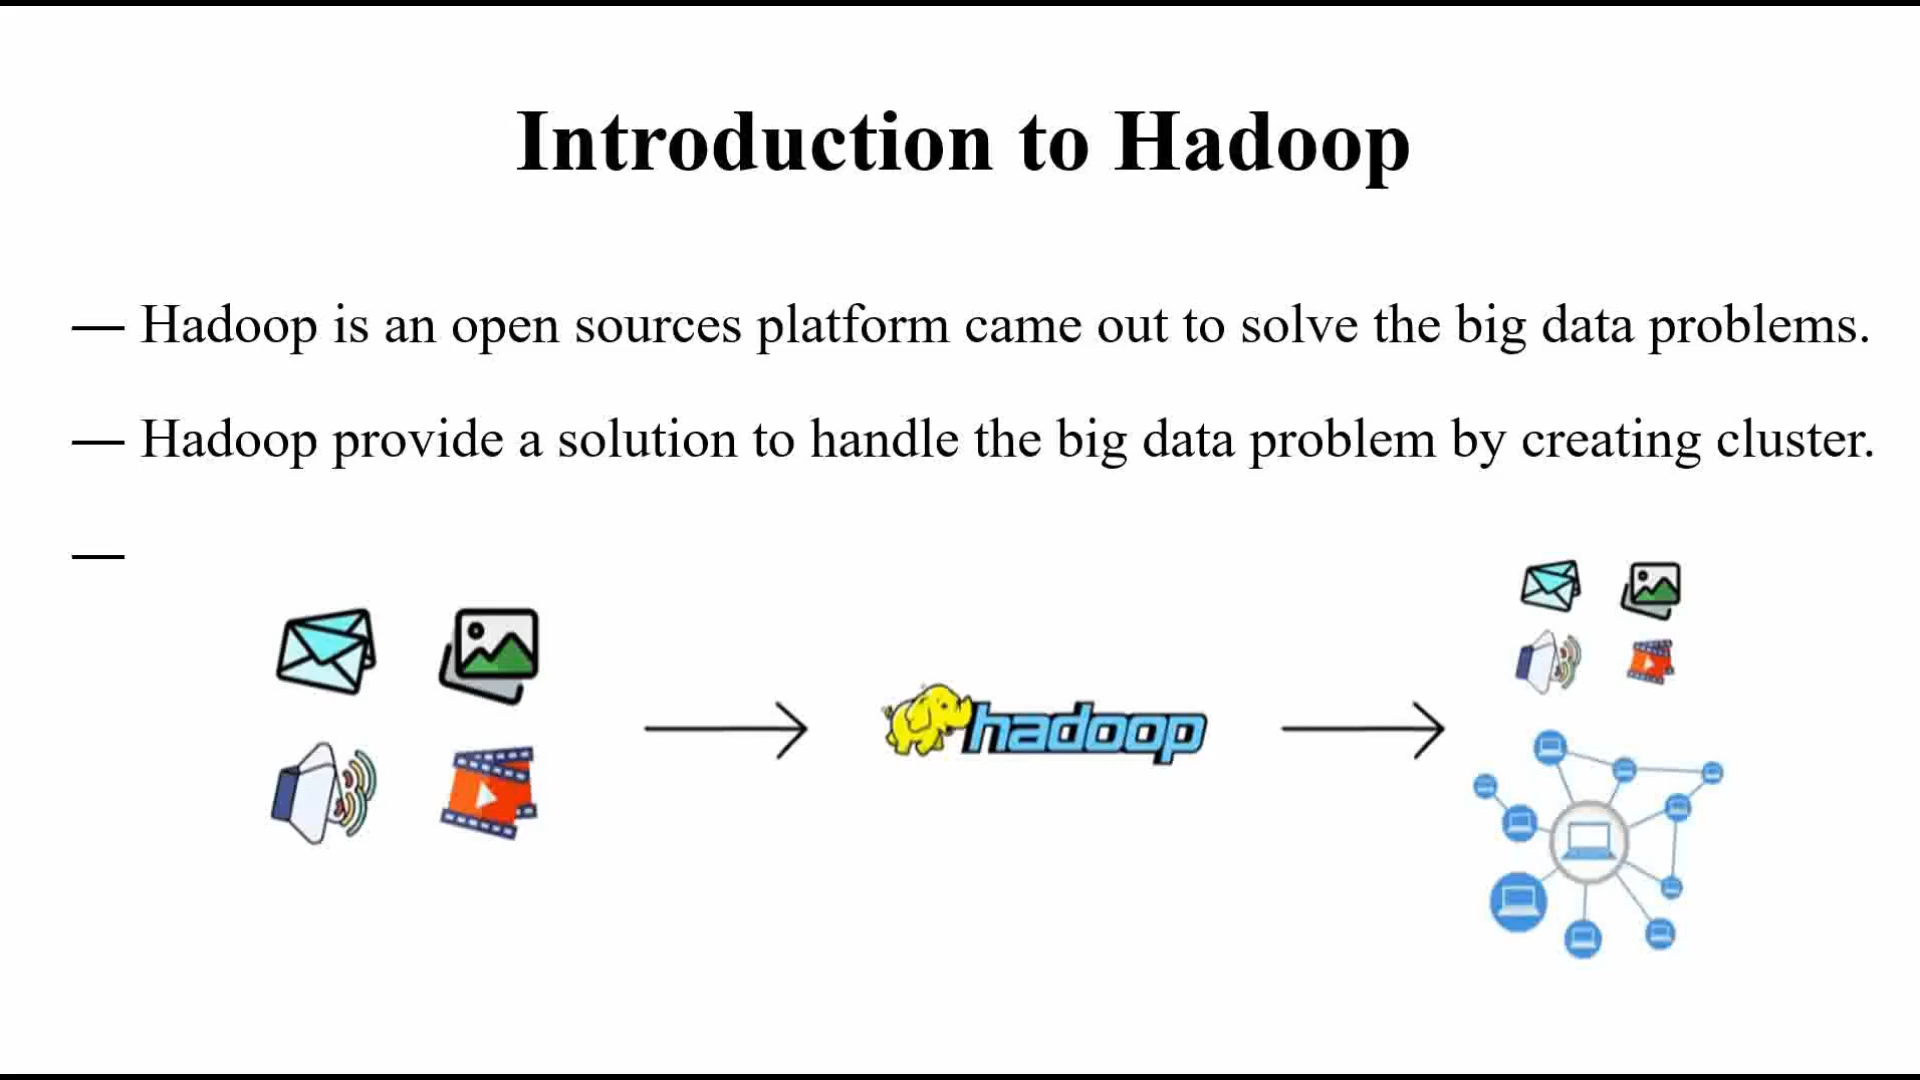 Introduction to Hadoop
— Hadoop is an open sources platform came out to solve the big data problems.
— Hadoop provide a solution to handle the big data problem by creating cluster.
—
hadoop